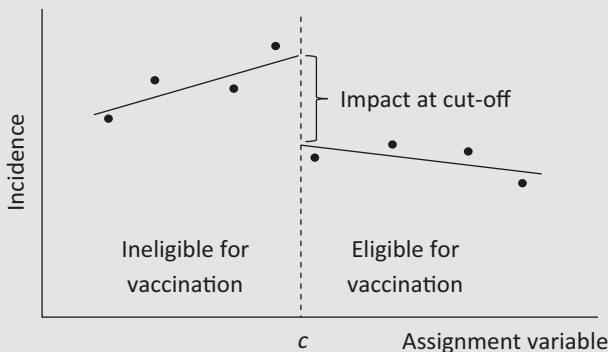 Incidence
Impact at cut-off
Ineligible for
vaccination
Eligible for
vaccination
c
Assignment variable